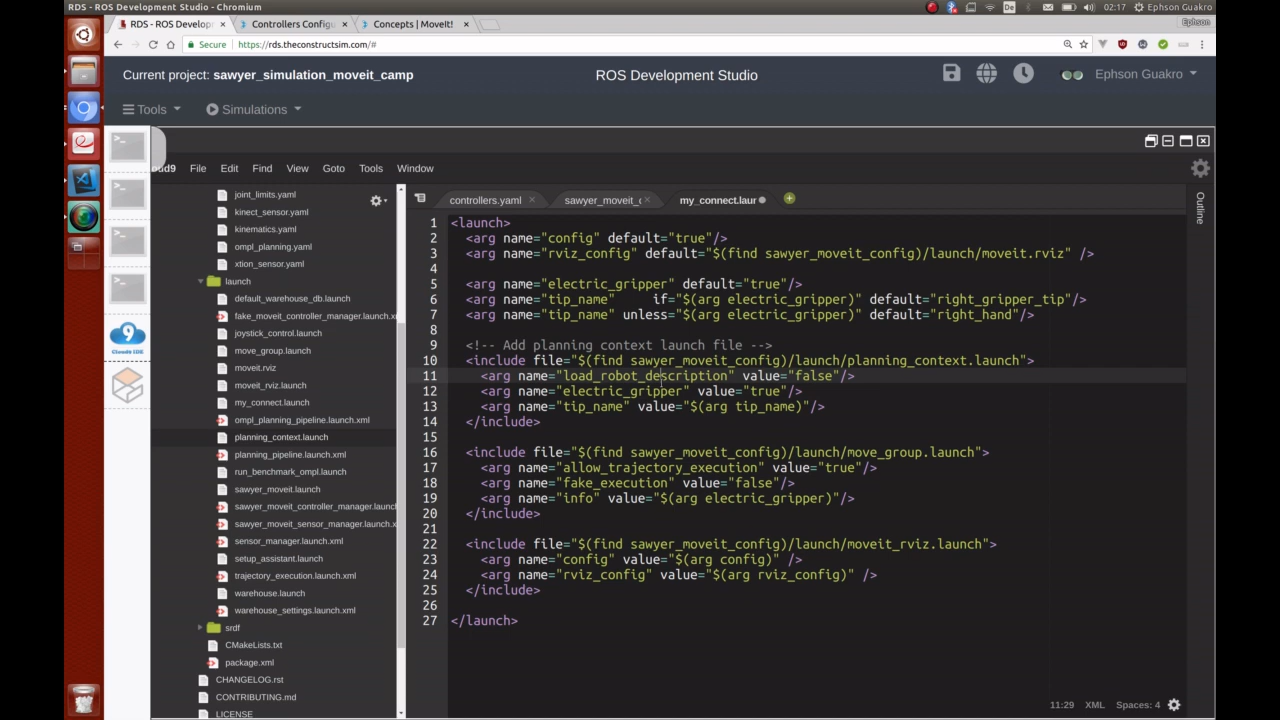 RDS - ROS Development Studio - Chromium
De
02:17
Ephson Guakro
RDS - ROS Develop
Controllers Configu
Concepts | MoveIt!
Ephson
Secure
https://rds.theconstructsim.com/#
Current project: sawyer_simulation_moveit_camp
ROS Development Studio
Ephson Guakro
Tools
Simulations
oud9
File
Edit
Find
View
Goto
Tools
Window
joint_limits.yaml
kinect_sensor.yaml
kinematics.yaml
ompl_planning.yaml
xtion_sensor.yaml
launch
default_warehouse_db.launch
fake_moveit_controller_manager.launch.x
joystick_control.launch
move_group.launch
moveit.rviz
moveit_rviz.launch
my_connect.launch
ompl_planning_pipeline.launch.xml
planning_context.launch
planning_pipeline.launch.xml
run_benchmark_ompl.launch
sawyer_moveit.launch
sawyer_moveit_controller_manager.launch
sawyer_moveit_sensor_manager.launch.x
sensor_manager.launch.xml
setup_assistant.launch
trajectory_execution.launch.xml
warehouse.launch
warehouse_settings.launch.xml
srdf
CMakeLists.txt
package.xml
CHANGELOG.rst
CONTRIBUTING.md
LICENSE
controllers.yaml
sawyer_moveit_c
my_connect.laun
1 <launch>
2 <arg name="config" default="true"/>
3 <arg name="rviz_config" default="$(find sawyer_moveit_config)/launch/moveit.rviz" />
4
5 <arg name="electric_gripper" default="true"/>
6 <arg name="tip_name" if="$(arg electric_gripper)" default="right_gripper_tip"/>
7 <arg name="tip_name" unless="$(arg electric_gripper)" default="right_hand"/>
8
9 <!-- Add planning context launch file -->
10 <include file="$(find sawyer_moveit_config)/launch/planning_context.launch">
11 <arg name="load_robot_description" value="false"/>
12 <arg name="electric_gripper" value="true"/>
13 <arg name="tip_name" value="$(arg tip_name)"/>
14 </include>
15
16 <include file="$(find sawyer_moveit_config)/launch/move_group.launch">
17 <arg name="allow_trajectory_execution" value="true"/>
18 <arg name="fake_execution" value="false"/>
19 <arg name="info" value="$(arg electric_gripper)"/>
20 </include>
21
22 <include file="$(find sawyer_moveit_config)/launch/moveit_rviz.launch">
23 <arg name="config" value="$(arg config)" />
24 <arg name="rviz_config" value="$(arg rviz_config)" />
25 </include>
26
27 </launch>
Outline
11:29
XML
Spaces: 4